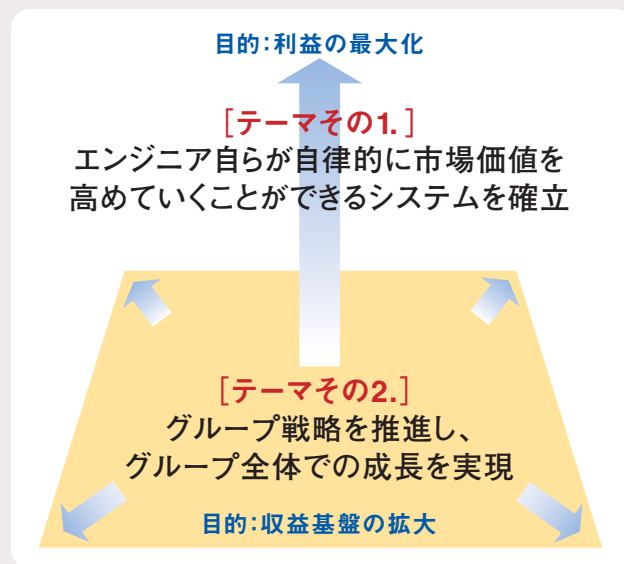 目的：利益の最大化
［テーマその1.］
エンジニア自らが自律的に市場価値を
高めていくことができるシステムを確立
［テーマその2.］
グループ戦略を推進し、
グループ全体での成長を実現
目的：収益基盤の拡大